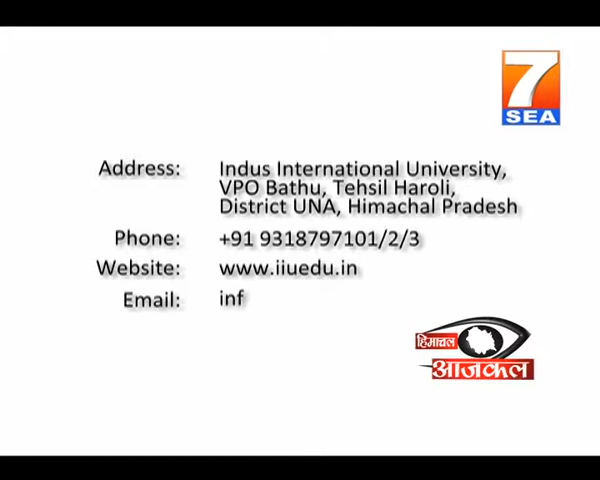 7
SEA
Address: Indus International University,
VPO Bathu, Tehsil Haroli,
District UNA, Himachal Pradesh
Phone: +91 9318797101/2/3
Website: www.iiuedu.in
Email: inf
हिमाचल
आजकल